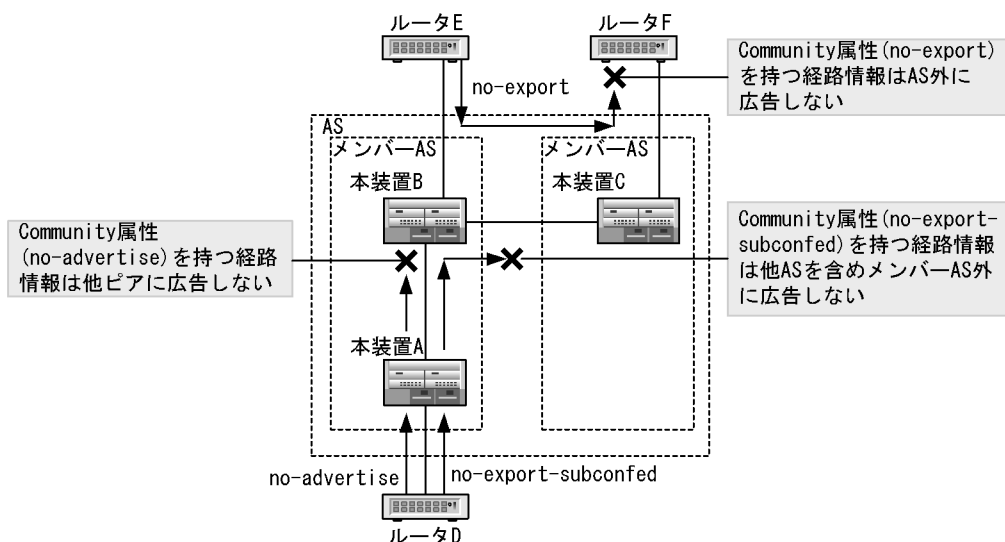 ルータE
ルータF
no-export
Community属性(no-export)
を持つ経路情報はAS外に
広告しない
AS
メンバーAS
メンバーAS
本装置B
本装置C
Community属性
(no-advertise)を持つ経路
情報は他ピアに広告しない
Community属性(no-export-
subconfed)を持つ経路情報
は他ASを含めメンバーAS外
に広告しない
本装置A
no-advertise
no-export-subconfed
ルータD